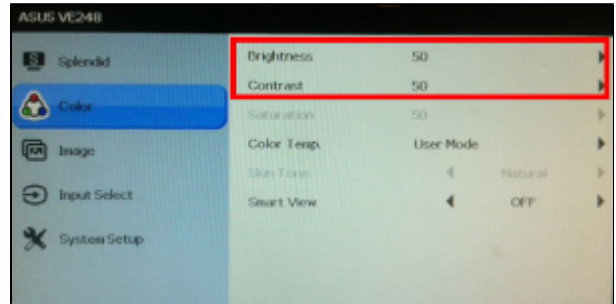 ASUS VE248
Splendid
Color
Image
Input Select
System Setup
Brightness 50
Contrast 50
Saturation 50
Color Temp. User Mode
Skin Tone Natural
Smart View OFF